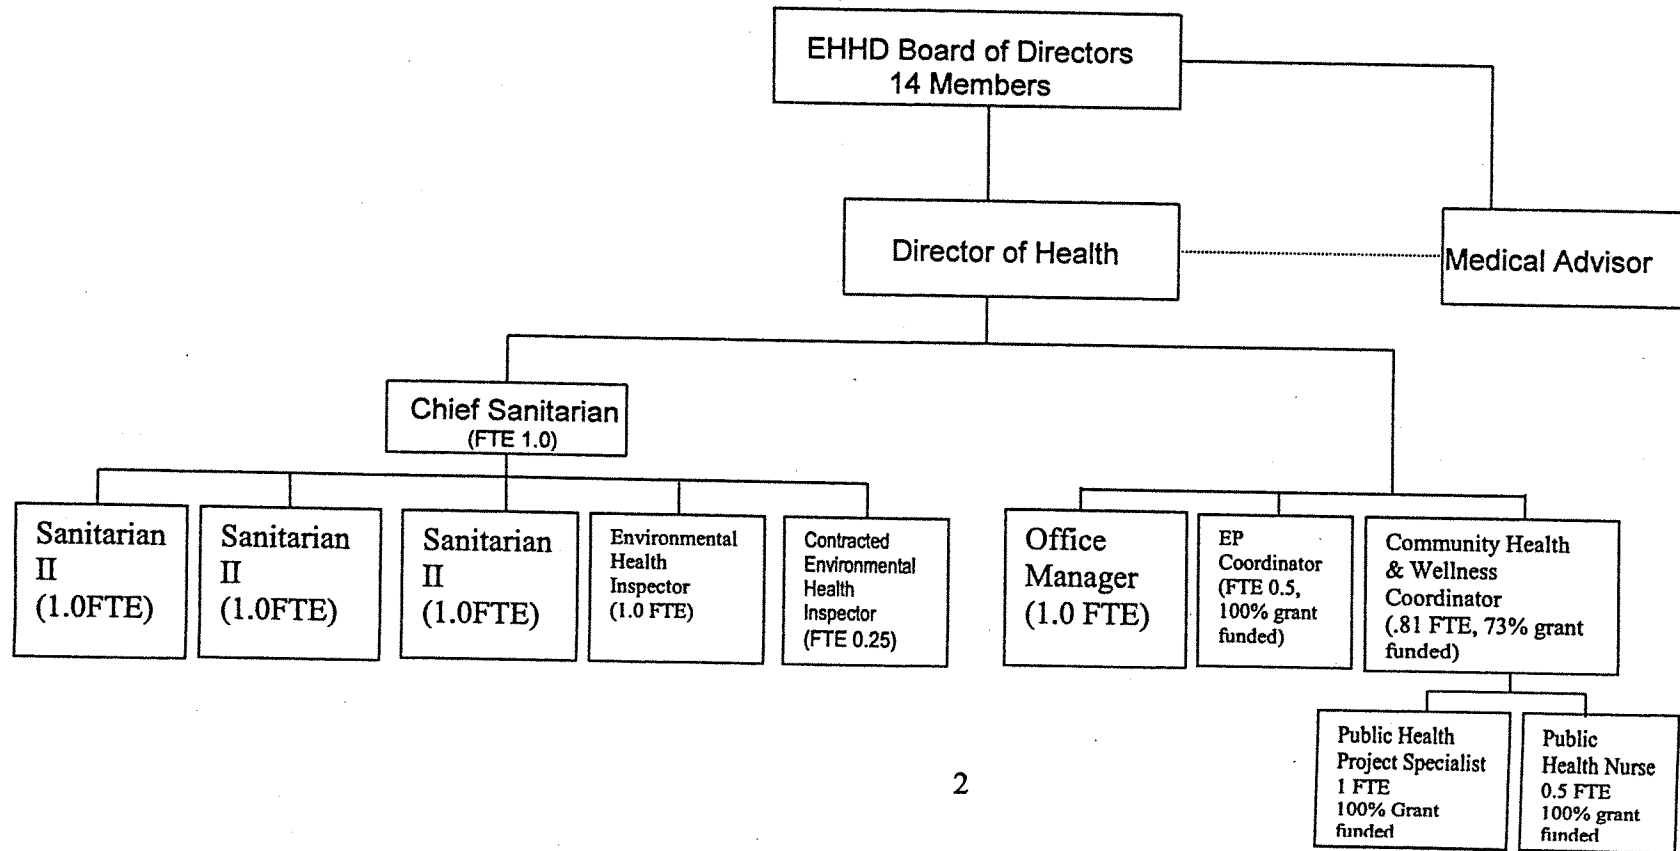 EHHD Board of Directors
14 Members
Director of Health
Medical Advisor
Chief Sanitarian
(FTE 1.0)
Sanitarian
II
(1.0FTE)
Sanitarian
II
(1.0FTE)
Sanitarian
II
(1.0FTE)
Environmental
Health
Inspector
(1.0 FTE)
Contracted
Environmental
Health
Inspector
(FTE 0.25)
Office
Manager
(1.0 FTE)
EP
Coordinator
(FTE 0.5,
100% grant
funded)
Community Health
& Wellness
Coordinator
(.81 FTE, 73% grant
funded)
Public Health
Project Specialist
1 FTE
100% Grant
funded
Public
Health Nurse
0.5 FTE
100% grant
funded
2